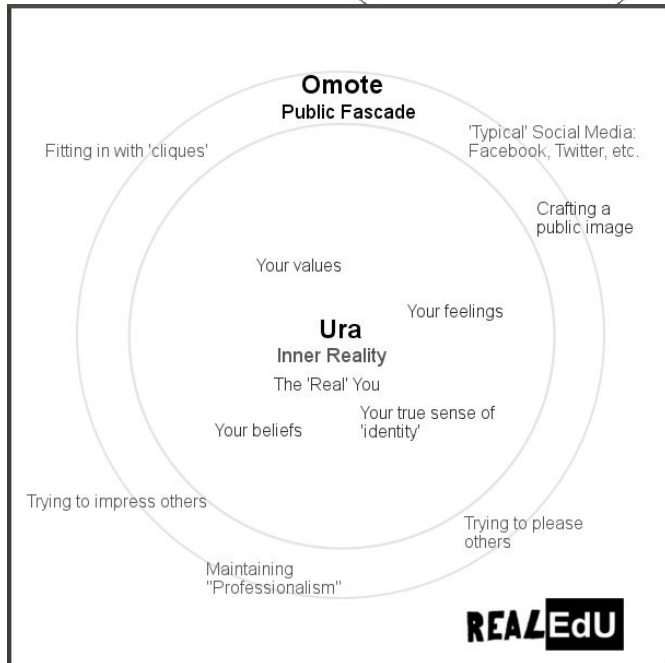 Omote
Public Fascade
Fitting in with 'cliques'
'Typical' Social Media:
Facebook, Twitter, etc.
Crafting a
public image
Your values
Your feelings
Ura
Inner Reality
The 'Real' You
Your true sense of
'identity'
Your beliefs
Trying to impress others
Trying to please
others
Maintaining
"Professionalism"
REALEdU